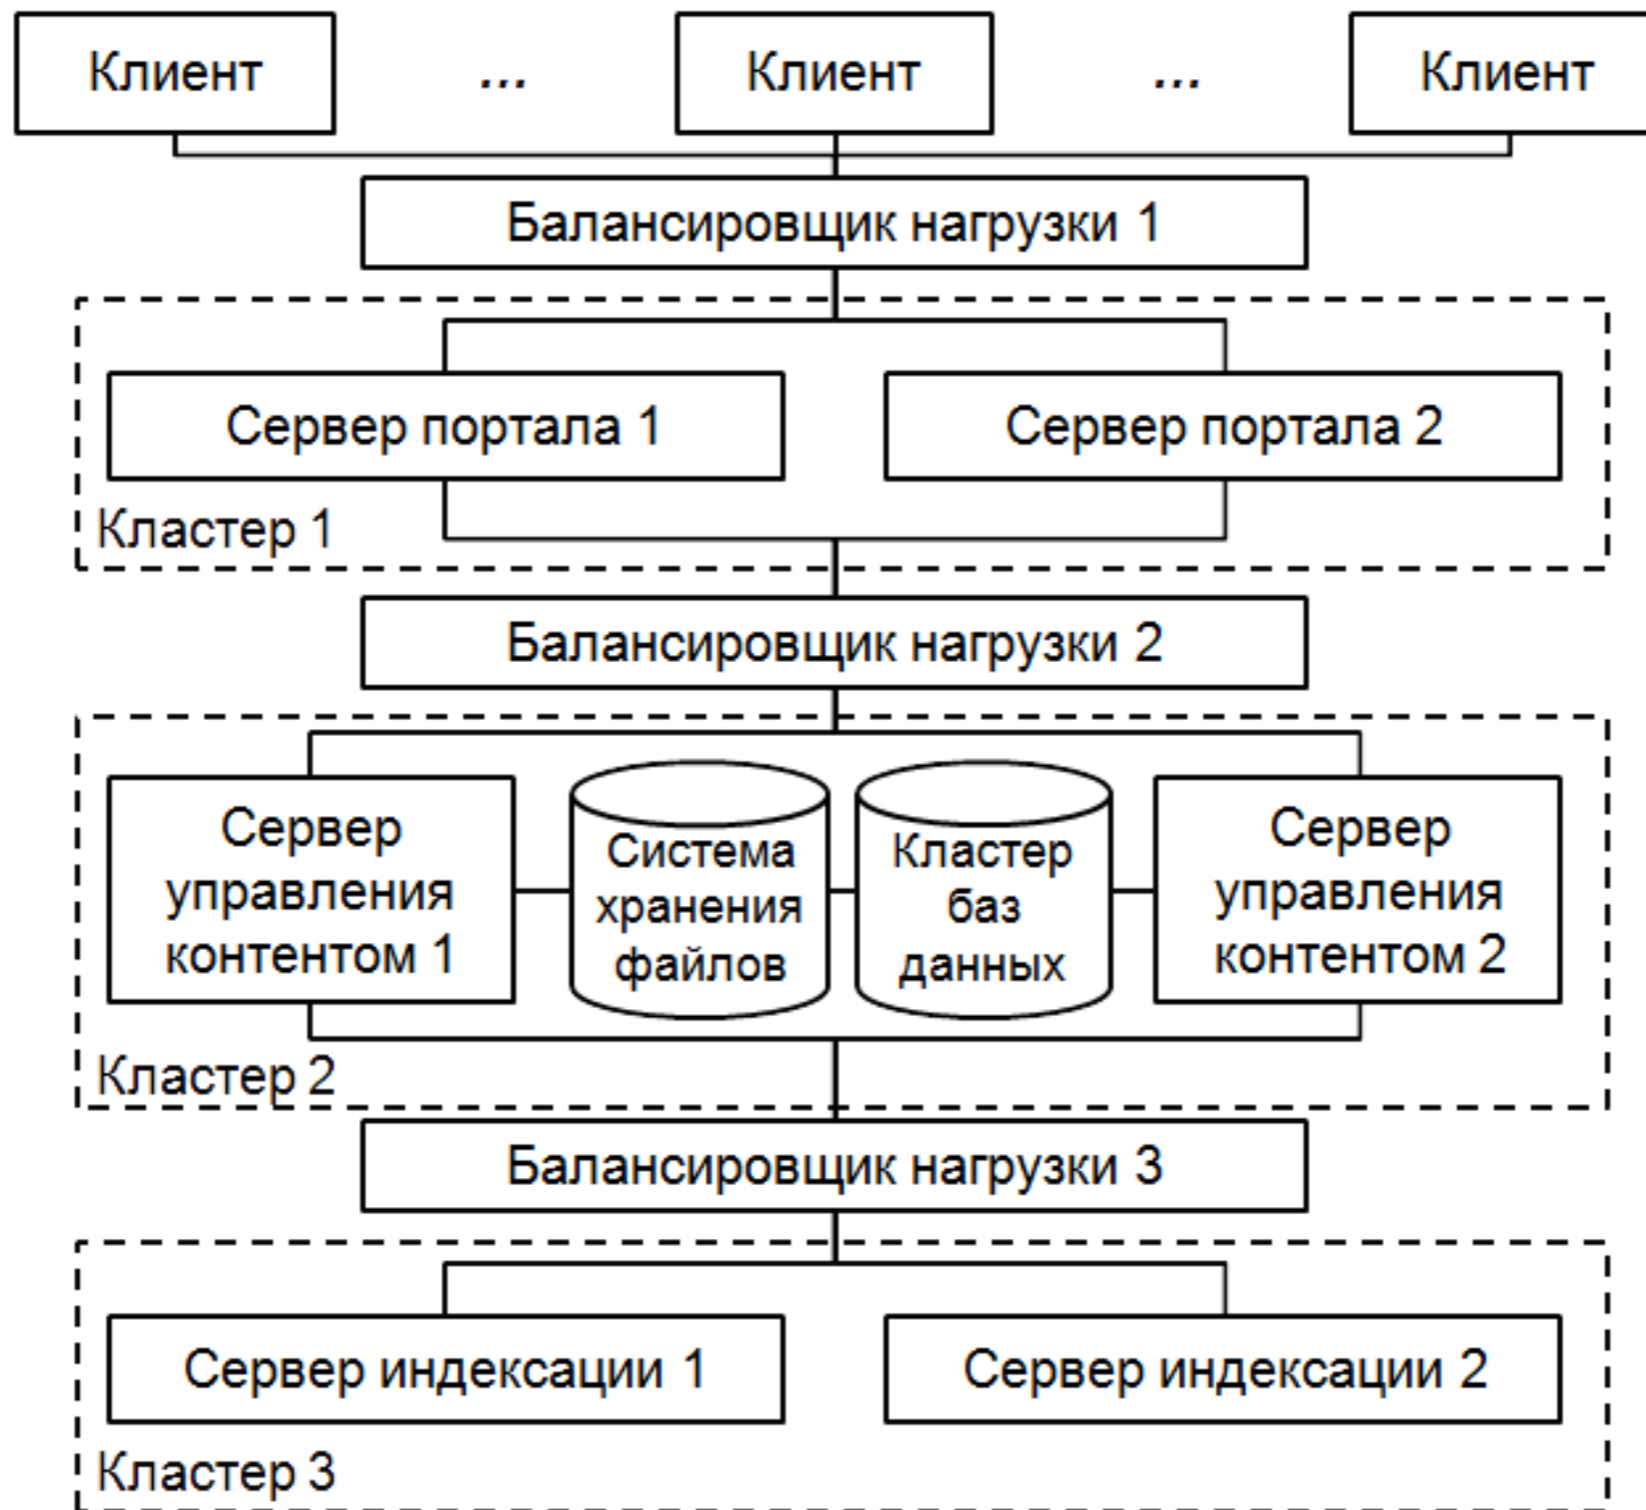 Клиент ... Клиент ... Клиент
Балансировщик нагрузки 1
Сервер портала 1
Сервер портала 2
Кластер 1
Балансировщик нагрузки 2
Сервер
управления
контентом 1
Система
хранения
файлов
Кластер
баз
данных
Сервер
управления
контентом 2
Кластер 2
Балансировщик нагрузки 3
Сервер индексации 1
Сервер индексации 2
Кластер 3